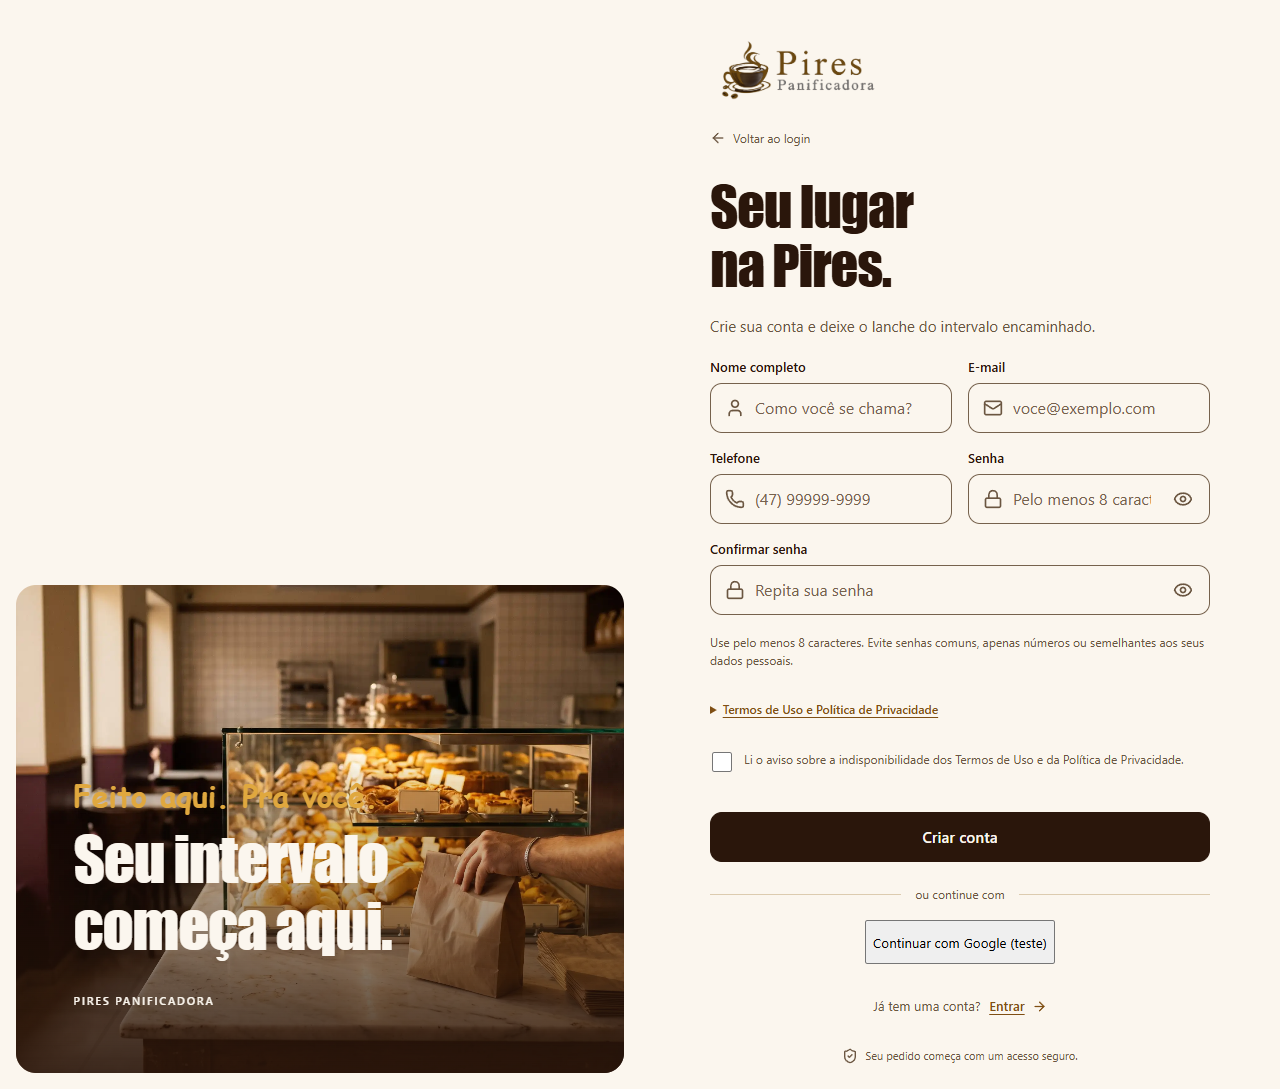 Pires
Panificadora
Voltar ao login
Seu lugar
na Pires.
Crie sua conta e deixe o lanche do intervalo encaminhado.
Nome completo
Como você se chama?
E-mail
voce@exemplo.com
Telefone
(47) 99999-9999
Senha
Pelo menos 8 caract
Confirmar senha
Repita sua senha
Use pelo menos 8 caracteres. Evite senhas comuns, apenas números ou semelhantes aos seus
dados pessoais.
Termos de Uso e Política de Privacidade
Li o aviso sobre a indisponibilidade dos Termos de Uso e da Política de Privacidade.
Criar conta
ou continue com
Continuar com Google (teste)
Já tem uma conta? Entrar
Seu pedido começa com um acesso seguro.
Feito aqui. Pra você
Seu intervalo
começa aqui.
PIRES PANIFICADORA